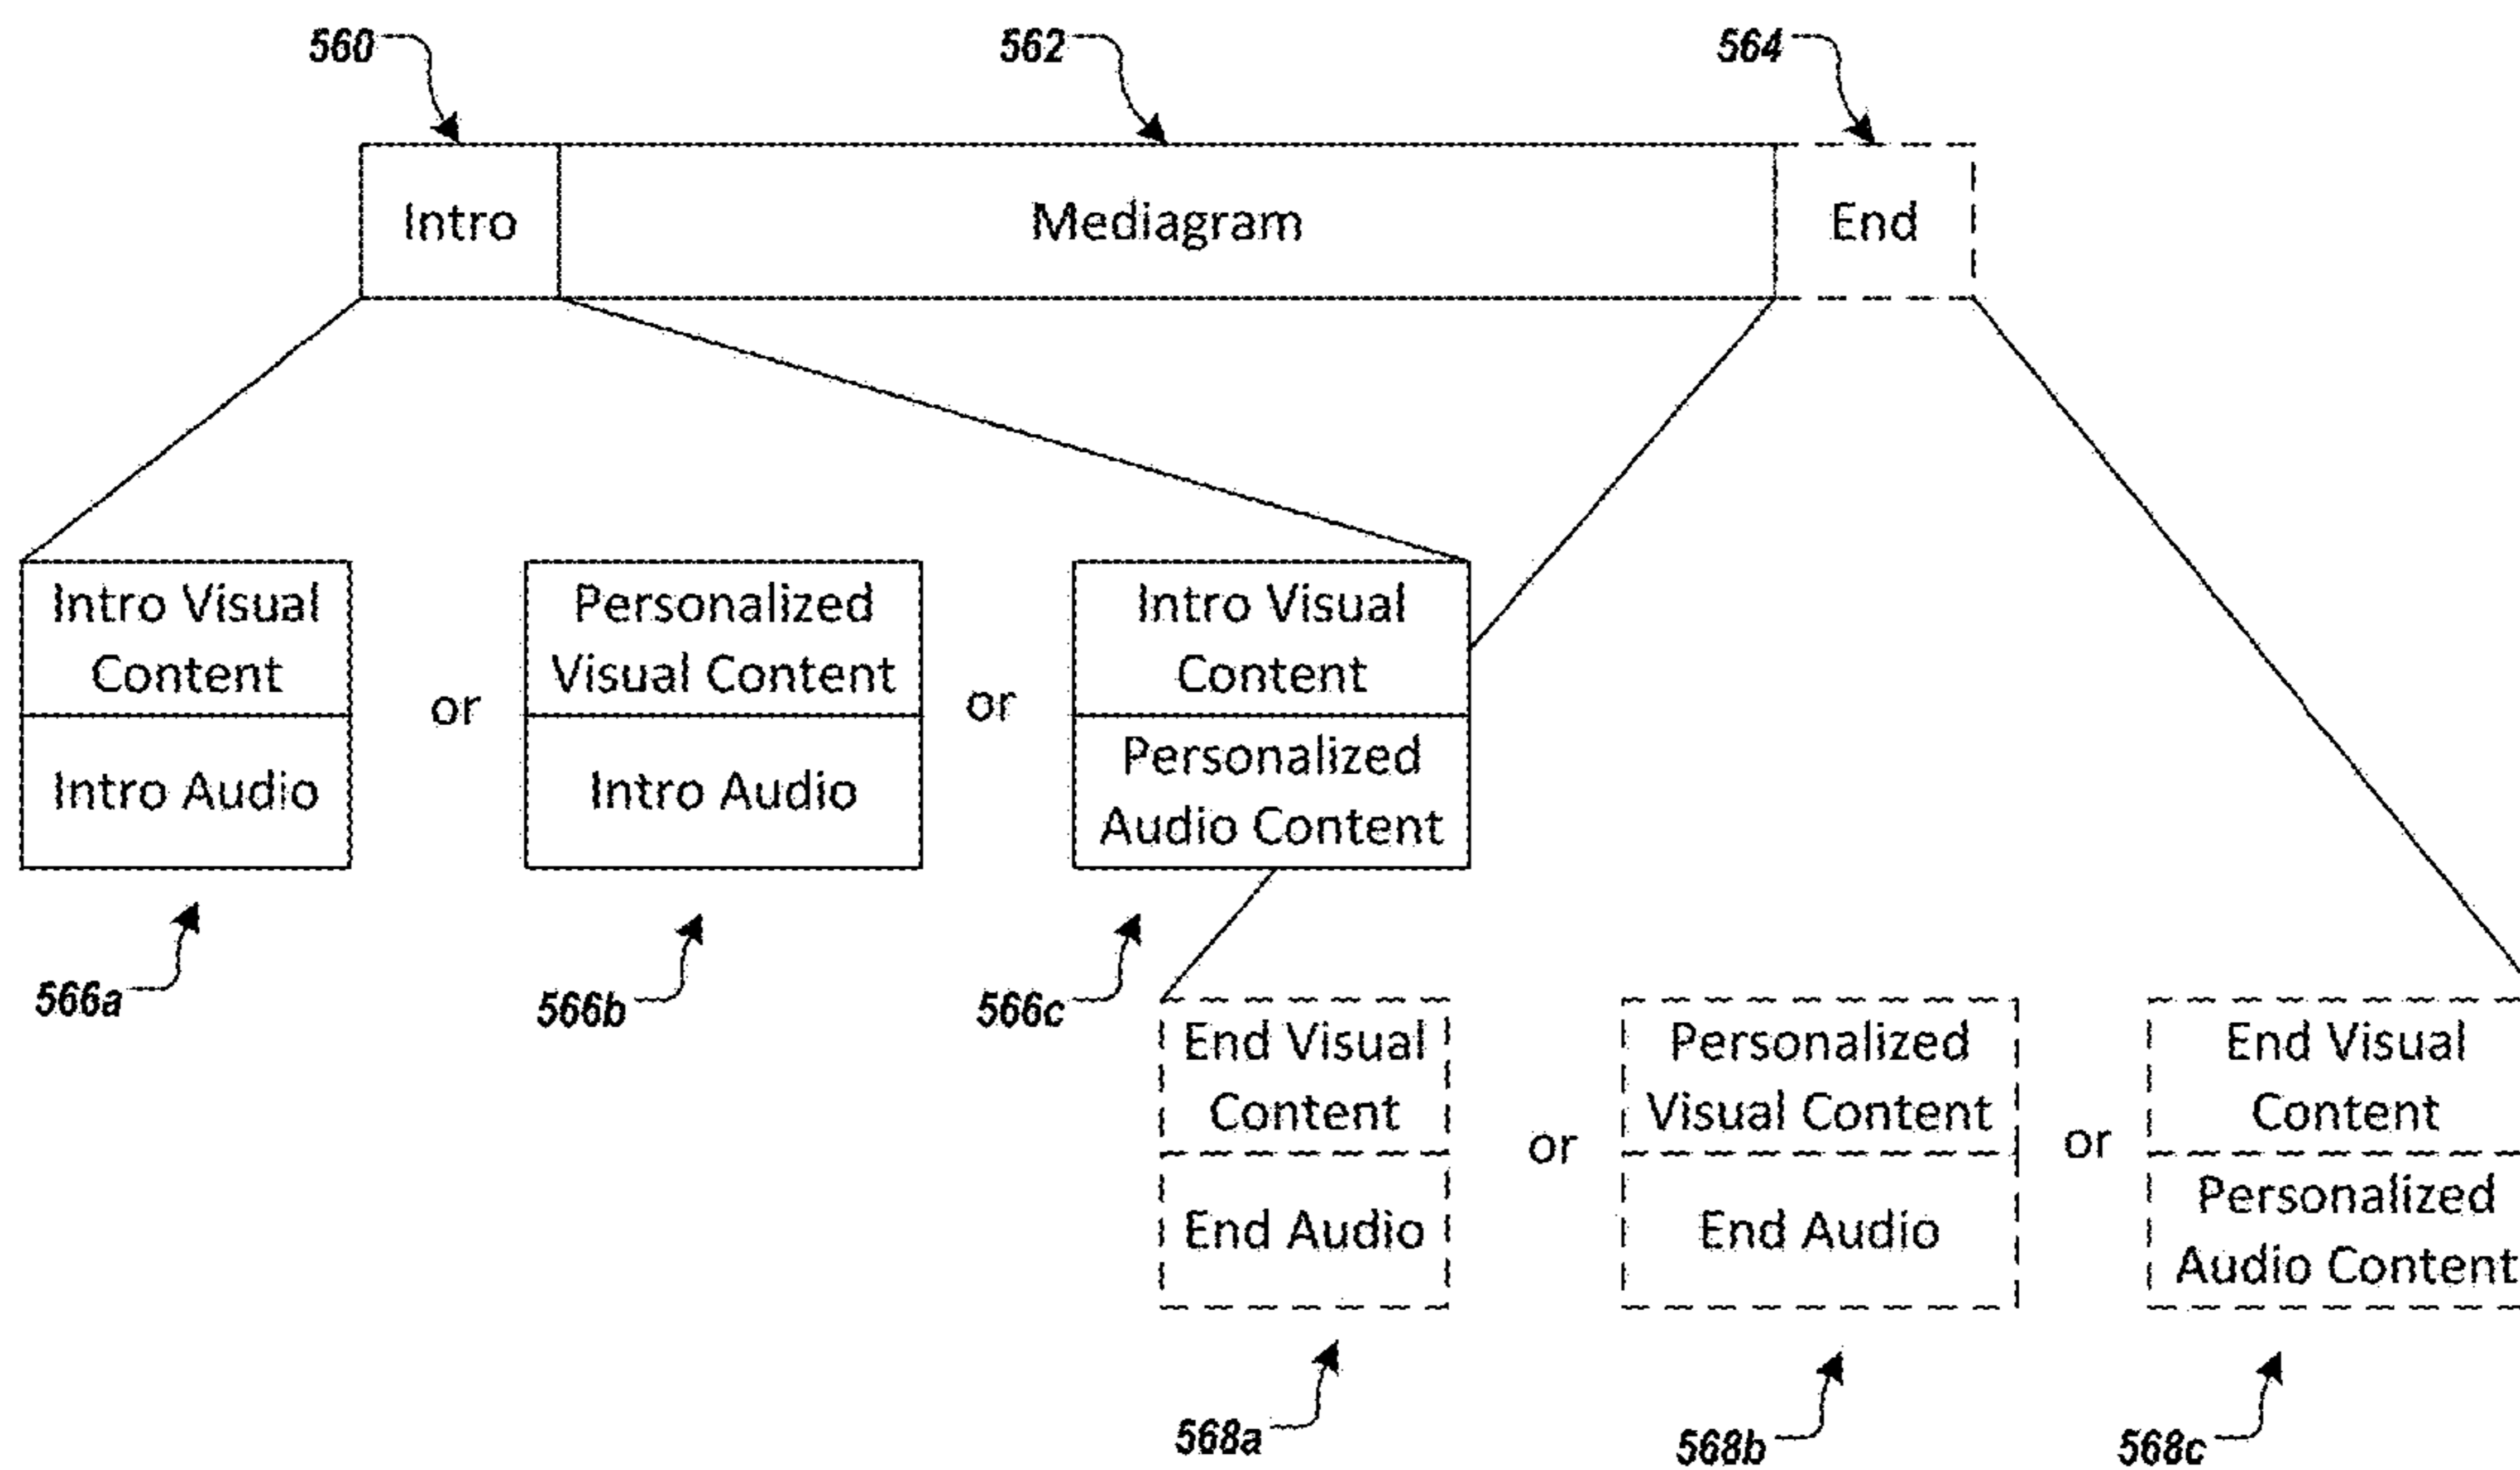 560
562
564
Intro
Mediagram
End
Intro Visual
Content
Intro Audio
or
Personalized
Visual Content
Intro Audio
or
Intro Visual
Content
Personalized
Audio Content
566a
566b
566c
End Visual
Content
End Audio
or
Personalized
Visual Content
End Audio
or
End Visual
Content
Personalized
Audio Content
568a
568b
568c